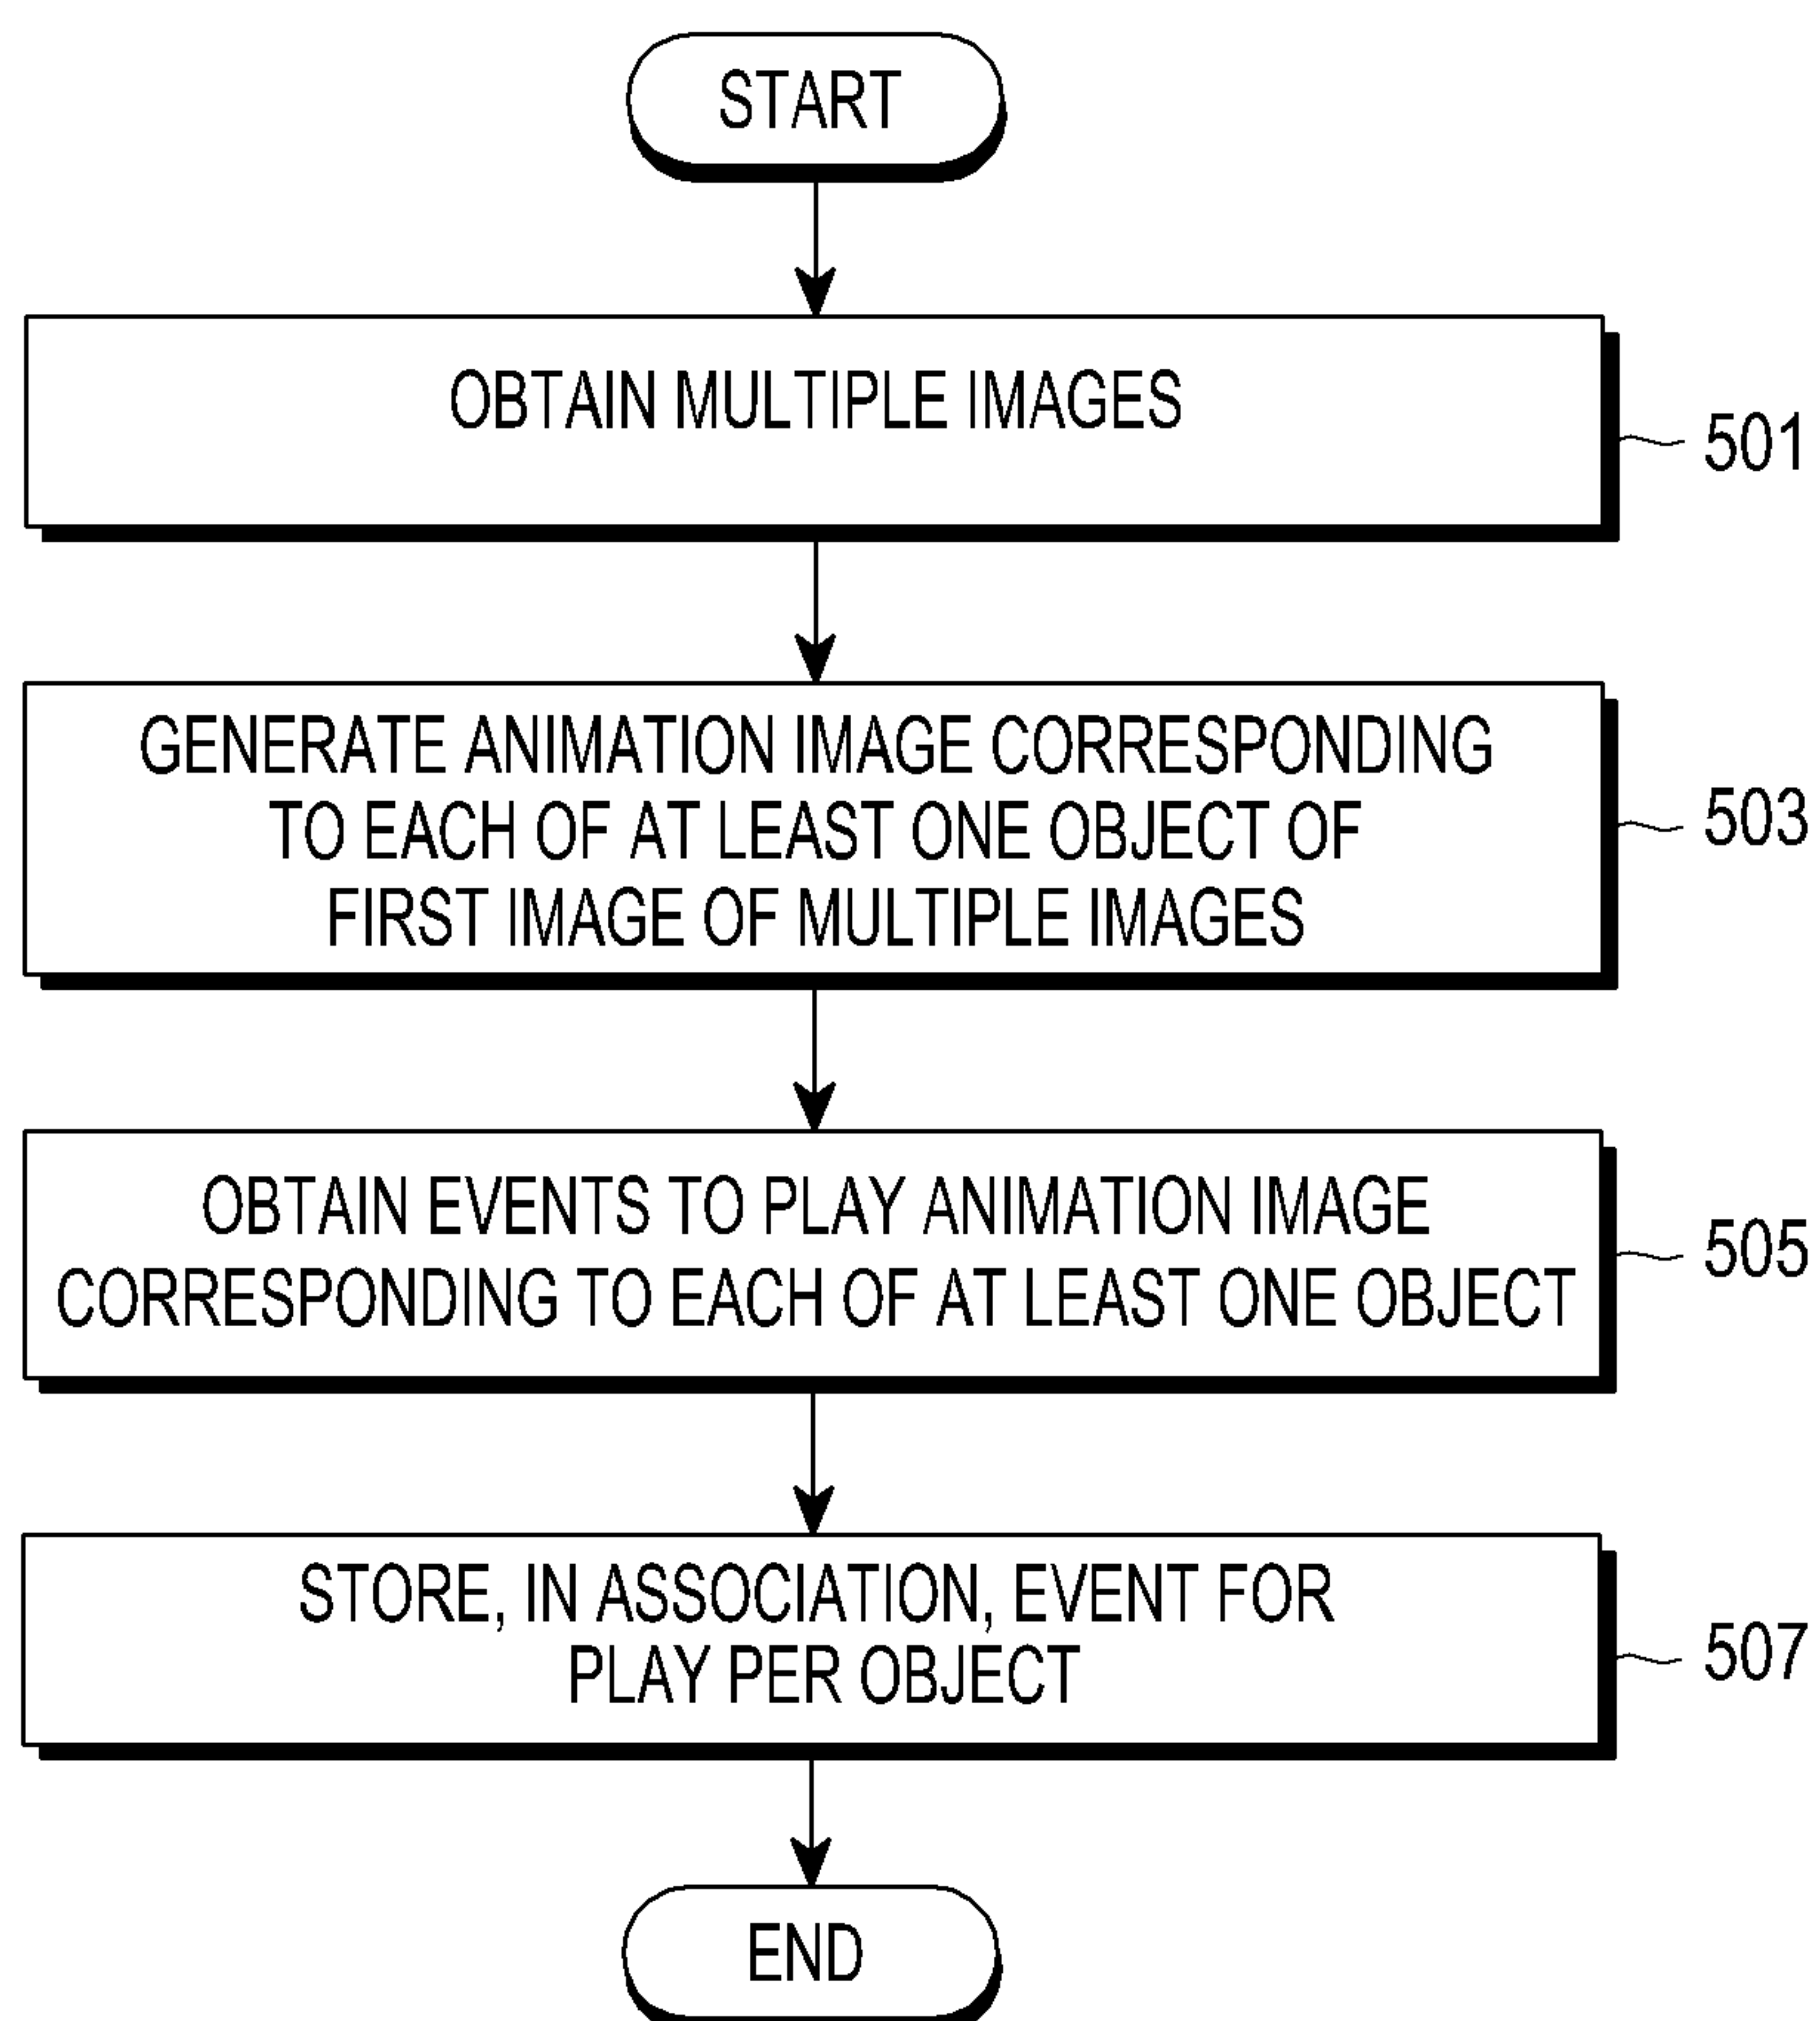 START
OBTAIN MULTIPLE IMAGES
501
GENERATE ANIMATION IMAGE CORRESPONDING
TO EACH OF AT LEAST ONE OBJECT OF
FIRST IMAGE OF MULTIPLE IMAGES
503
OBTAIN EVENTS TO PLAY ANIMATION IMAGE
CORRESPONDING TO EACH OF AT LEAST ONE OBJECT
505
STORE, IN ASSOCIATION, EVENT FOR
PLAY PER OBJECT
507
END